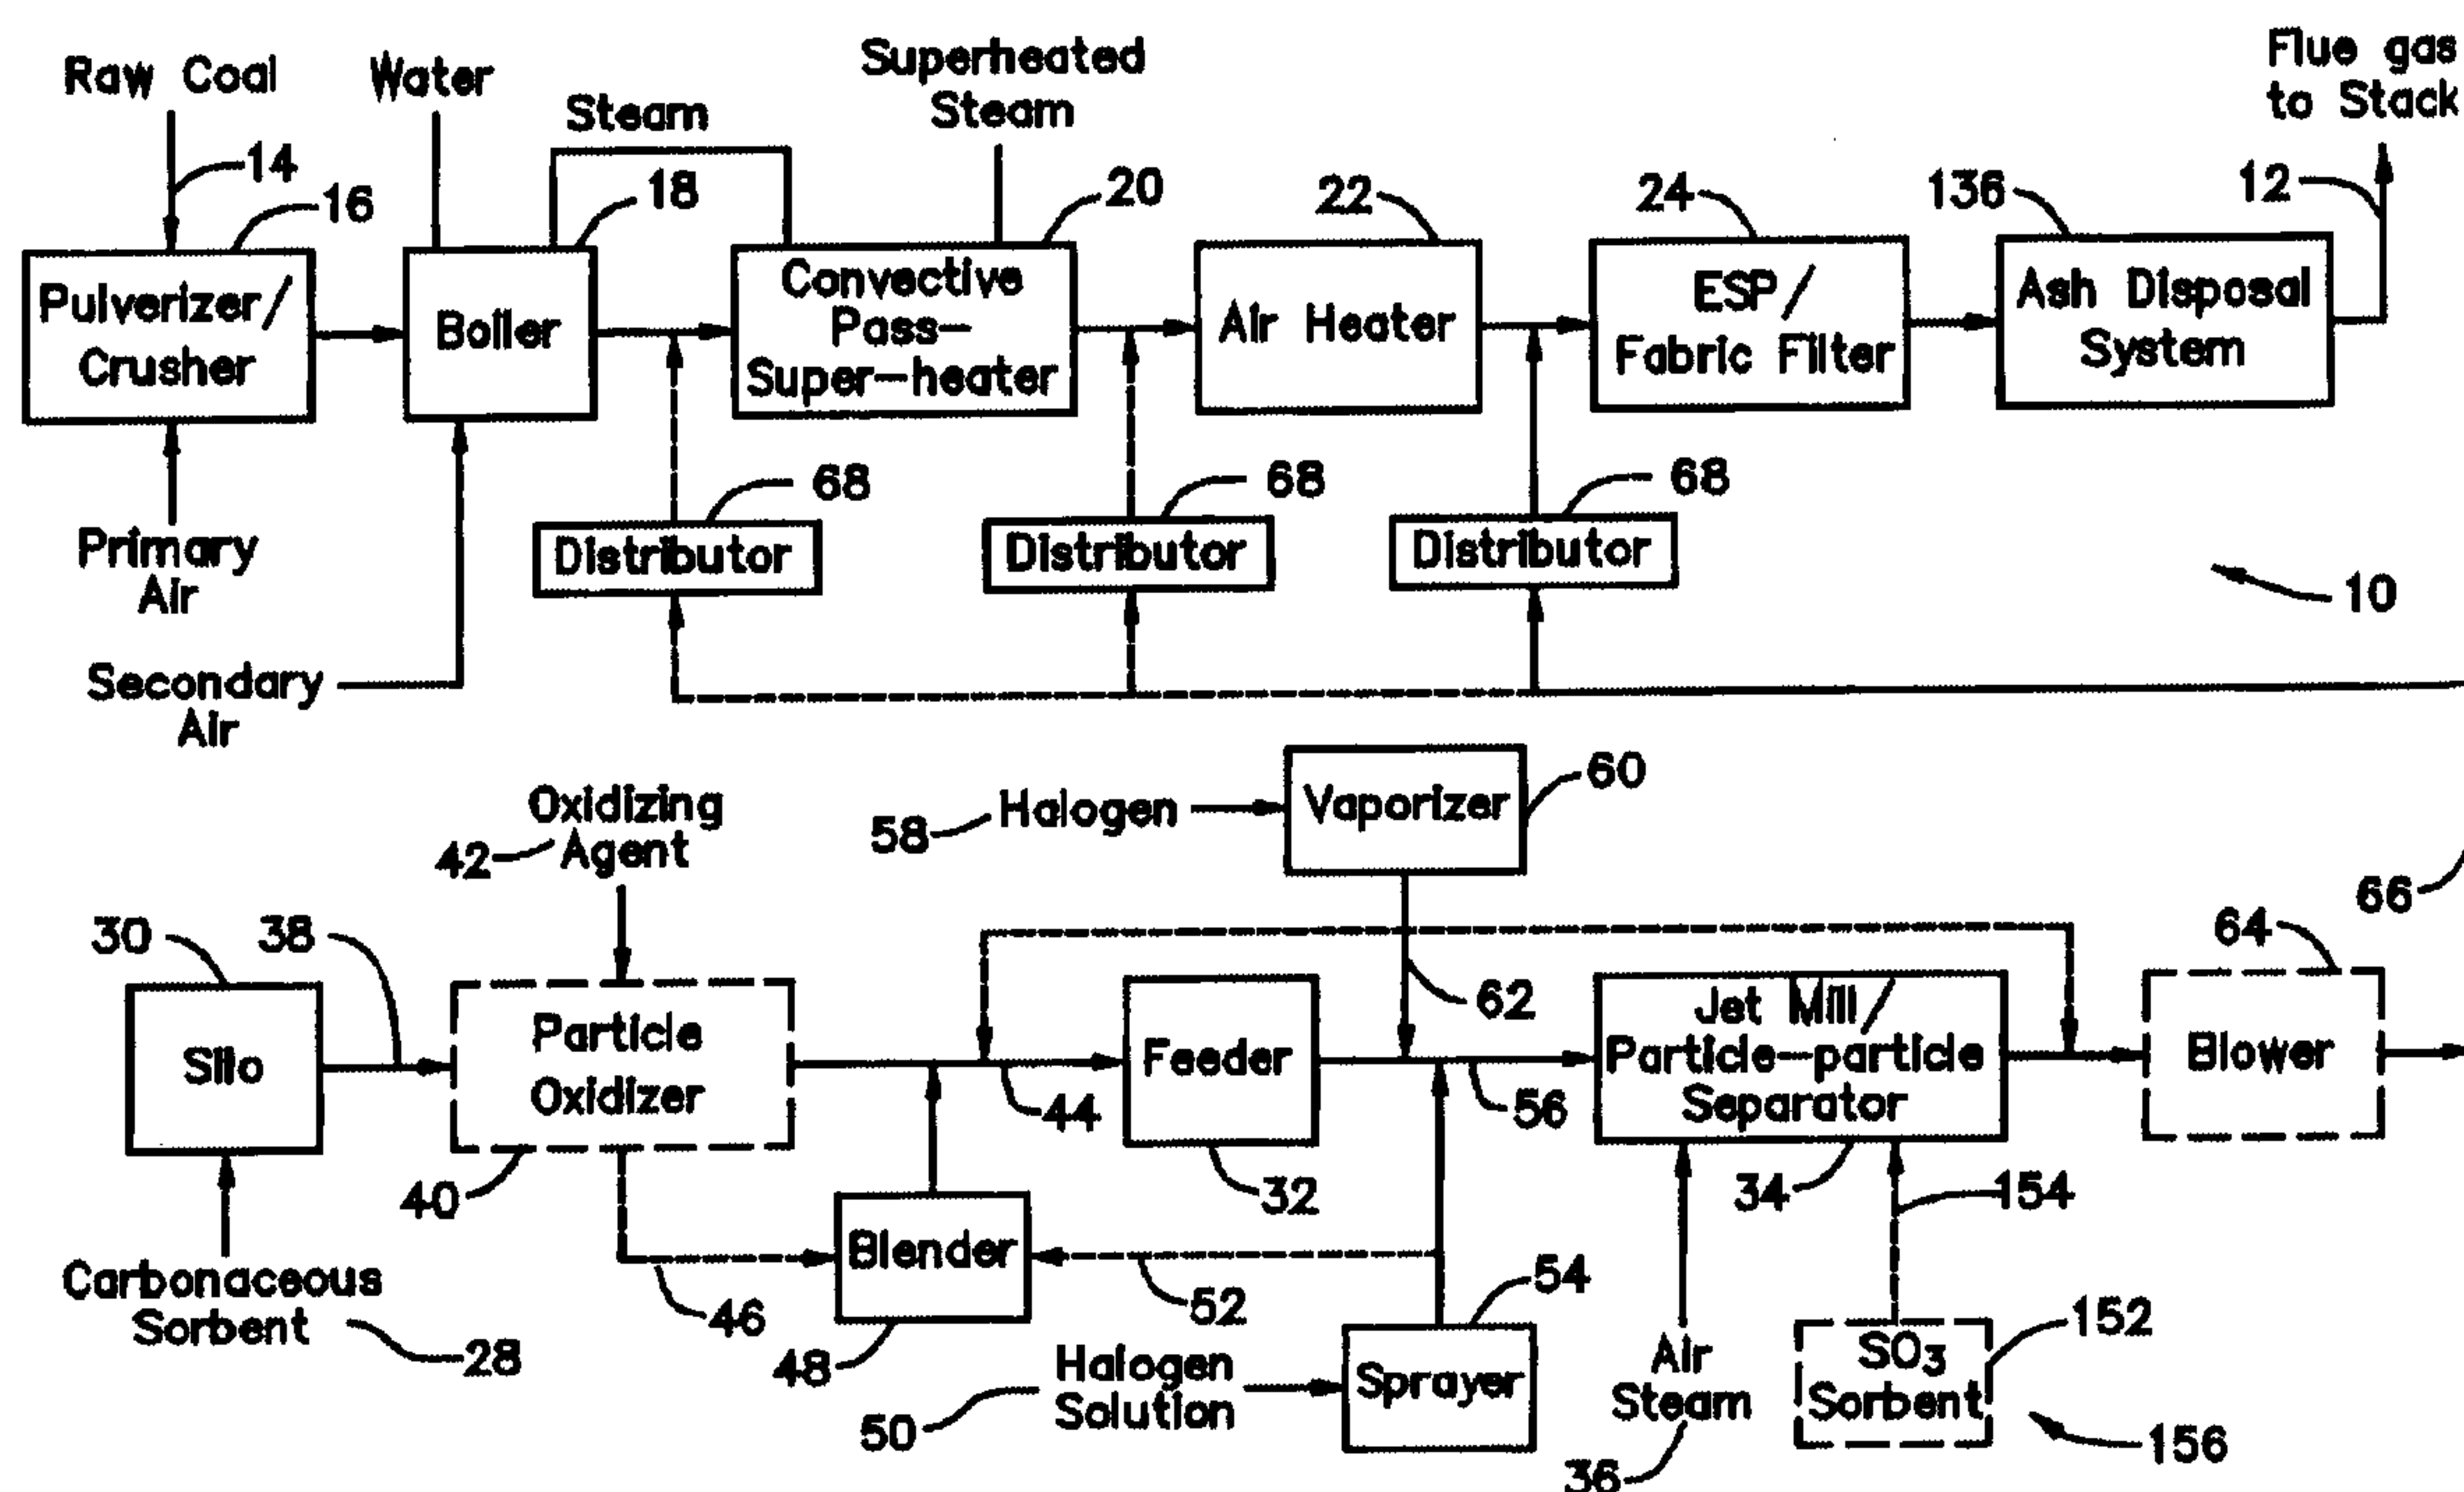 Raw Coal
Water
Steam
Superheated
Steam
Flue gas
to Stack
14
16
18
20
22
24
136
12
Pulverizer/
Crusher
Boiler
Convective
Pass-
Super-heater
Air Heater
ESP/
Fabric Filter
Ash Disposal
System
68
68
68
Distributor
Distributor
Distributor
Primary
Air
10
Secondary
Air
58
Halogen
Vaporizer
60
Oxidizing
Agent
42
66
30
38
62
64
Silo
Particle
Oxidizer
44
Feeder
56
Jet Mill/
Particle-particle
Separator
Blower
40
32
34
154
Carbonaceous
Sorbent
28
46
Blender
48
52
54
Halogen
Solution
50
Sprayer
Air
Steam
36
SO3
Sorbent
152
156